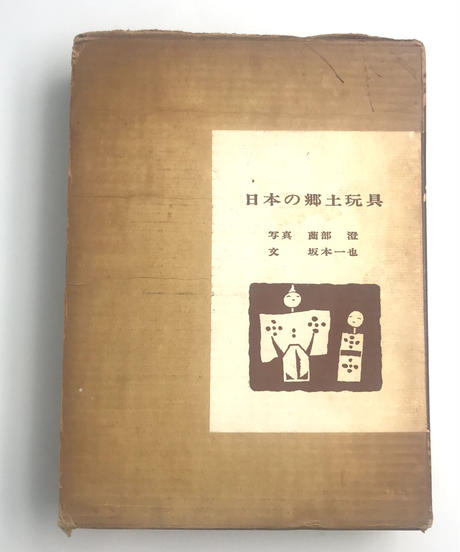 日本の郷土玩具
写真 薗部 澄
文 坂本一也